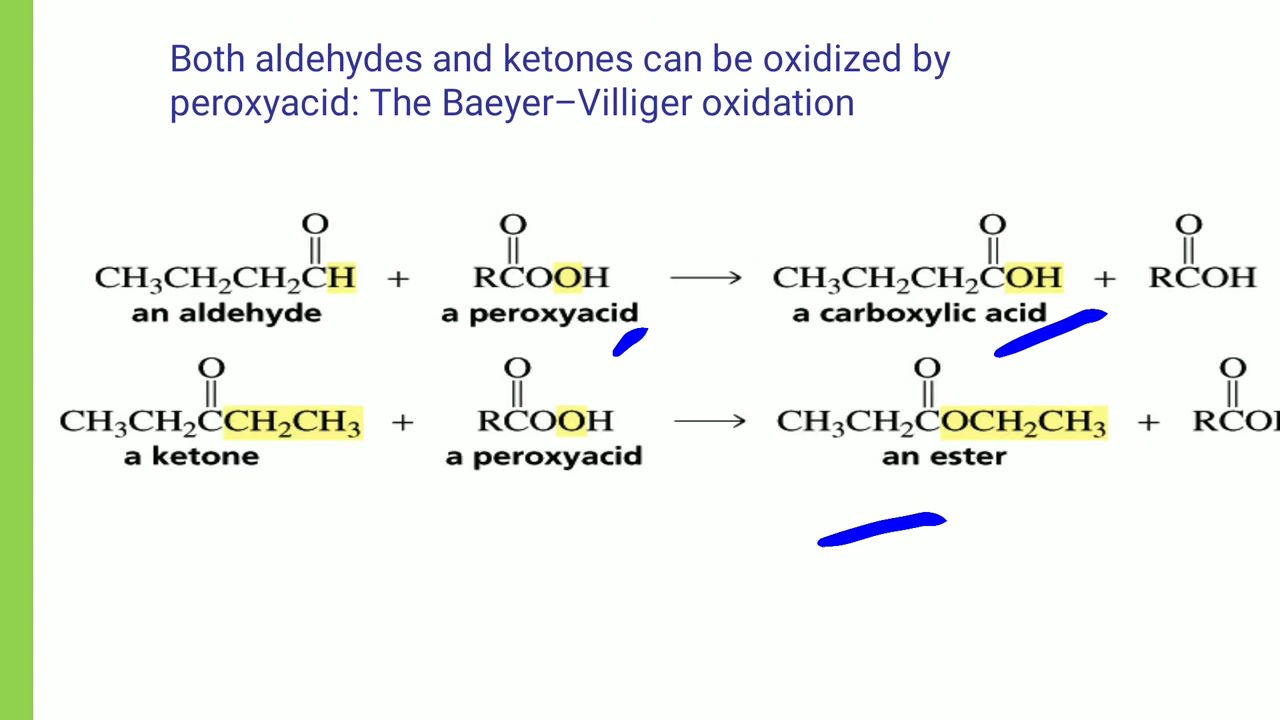 Both aldehydes and ketones can be oxidized by
peroxyacid: The Baeyer–Villiger oxidation
O O O O
CH₃CH₂CH₂CH + RCOOH ⟶ CH₃CH₂CH₂COH + RCOH
an aldehyde a peroxyacid a carboxylic acid
O O O O
CH₃CH₂CCH₂CH₃ + RCOOH ⟶ CH₃CH₂COCH₂CH₃ + RCO
a ketone a peroxyacid an ester